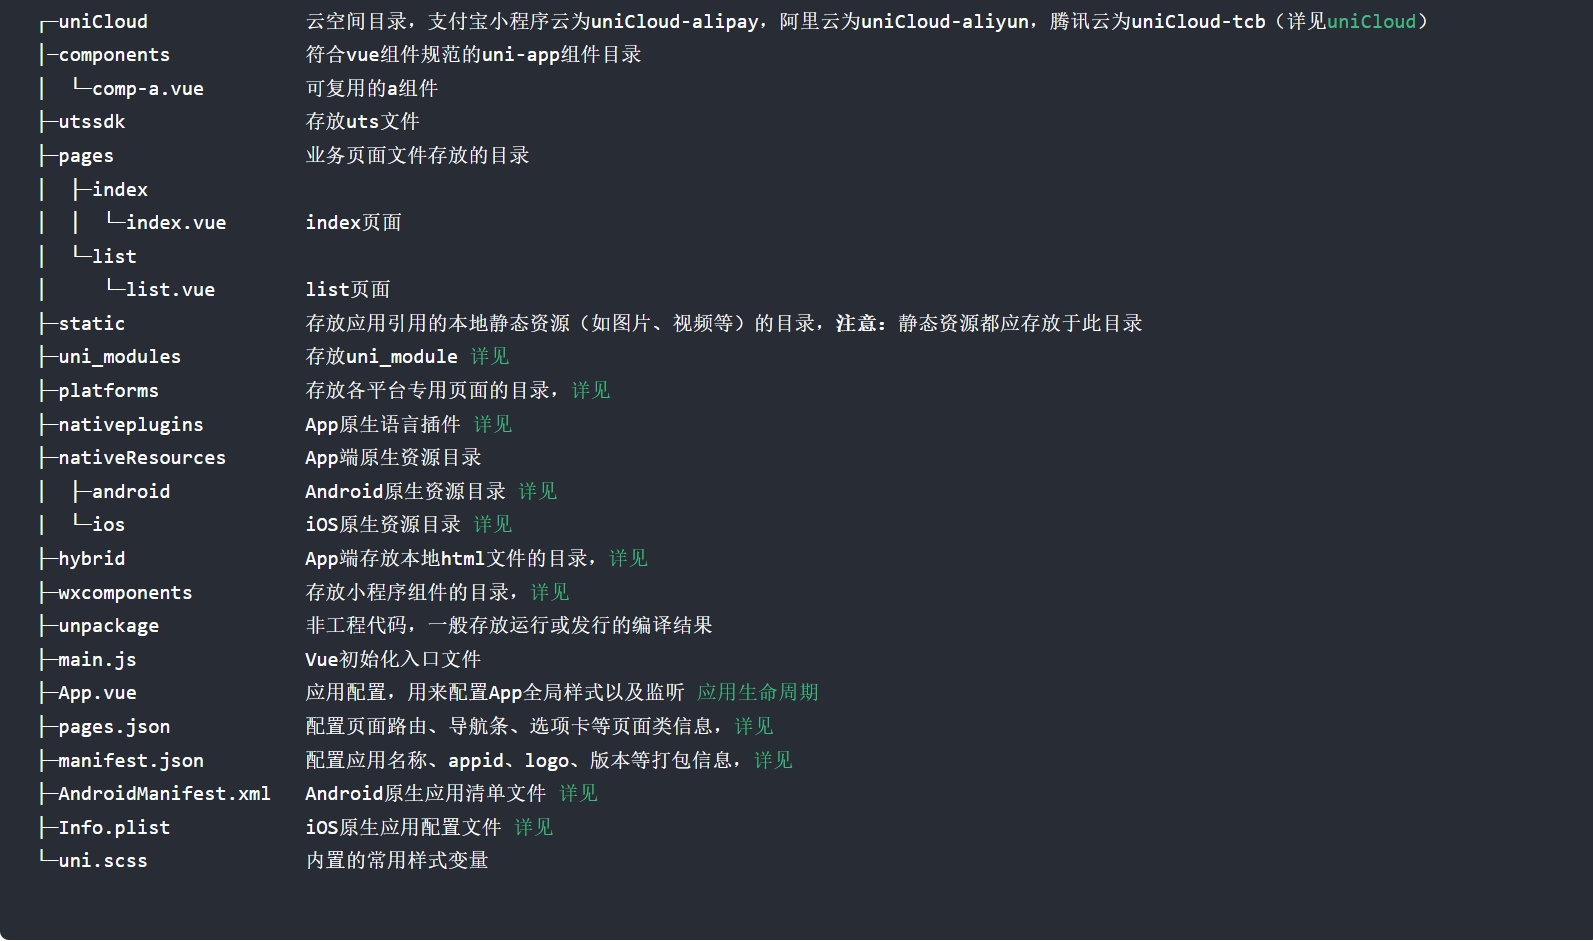 ┌─uniCloud              云空间目录，支付宝小程序云为uniCloud-alipay，阿里云为uniCloud-aliyun，腾讯云为uniCloud-tcb（详见uniCloud）
│─components            符合vue组件规范的uni-app组件目录
│  └─comp-a.vue         可复用的a组件
├─utssdk                存放uts文件
├─pages                 业务页面文件存放的目录
│  ├─index
│  │  └─index.vue       index页面
│  └─list
│     └─list.vue        list页面
├─static                存放应用引用的本地静态资源（如图片、视频等）的目录，注意：静态资源都应存放于此目录
├─uni_modules           存放uni_module 详见
├─platforms             存放各平台专用页面的目录，详见
├─nativeplugins         App原生语言插件 详见
├─nativeResources       App端原生资源目录
│  ├─android            Android原生资源目录 详见
|  └─ios                iOS原生资源目录 详见
├─hybrid                App端存放本地html文件的目录，详见
├─wxcomponents          存放小程序组件的目录，详见
├─unpackage             非工程代码，一般存放运行或发行的编译结果
├─main.js               Vue初始化入口文件
├─App.vue               应用配置，用来配置App全局样式以及监听 应用生命周期
├─pages.json            配置页面路由、导航条、选项卡等页面类信息，详见
├─manifest.json         配置应用名称、appid、logo、版本等打包信息，详见
├─AndroidManifest.xml   Android原生应用清单文件 详见
├─Info.plist            iOS原生应用配置文件 详见
└─uni.scss              内置的常用样式变量